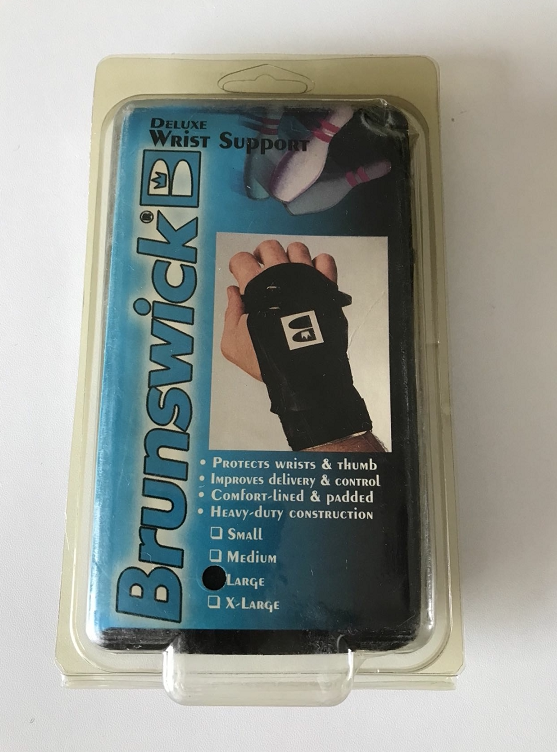 Deluxe
Wrist Support
Brunswick®
B
• Protects wrists & thumb
• Improves delivery & control
• Comfort-lined & padded
• Heavy-duty construction
❑ Small
❑ Medium
● Large
❑ X-Large